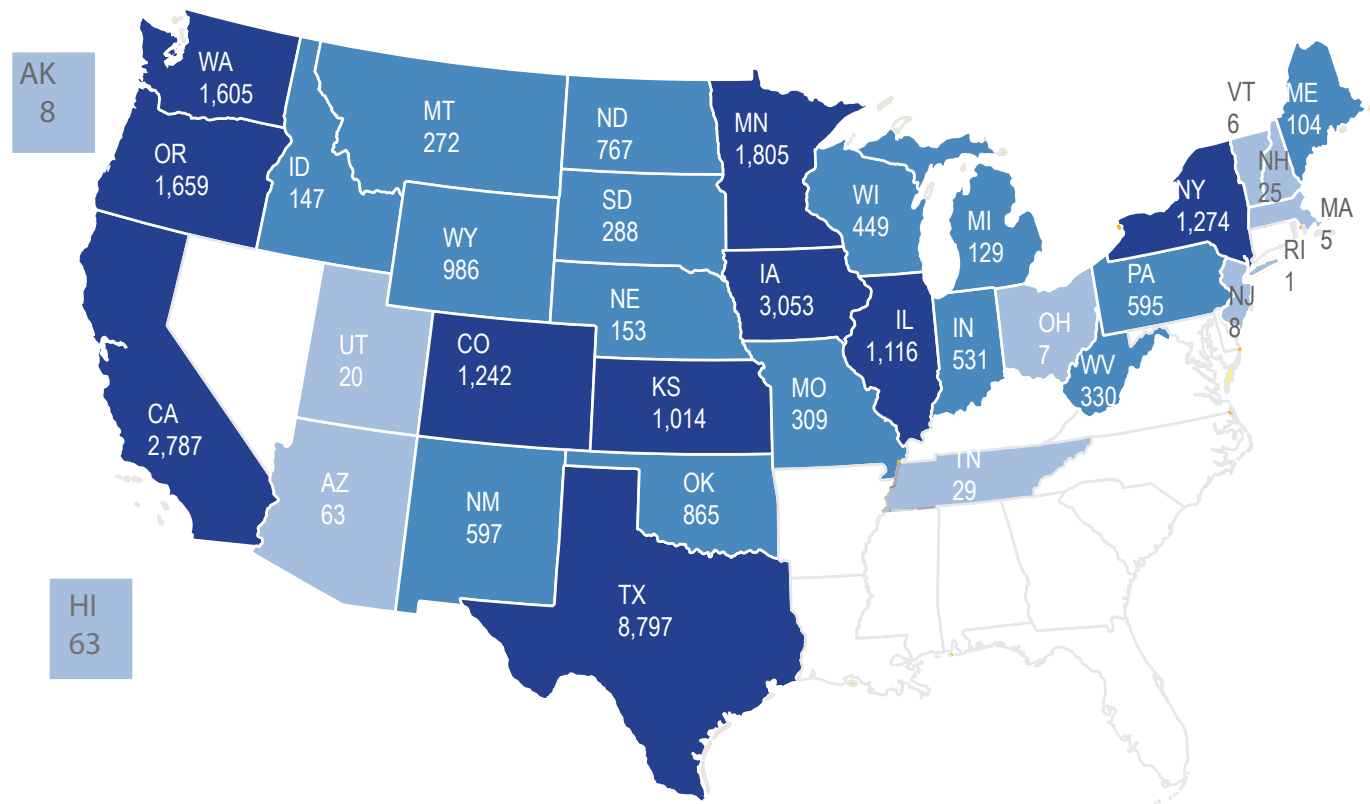 AK
8
WA
1,605
OR
1,659
CA
2,787
ID
147
MT
272
WY
986
UT
20
AZ
63
CO
1,242
NM
597
ND
767
SD
288
NE
153
KS
1,014
OK
865
TX
8,797
MN
1,805
IA
3,053
MO
309
WI
449
IL
1,116
MI
129
IN
531
OH
7
TN
29
WV
330
PA
595
NY
1,274
VT
6
NH
25
ME
104
MA
5
RI
1
NJ
8
HI
63